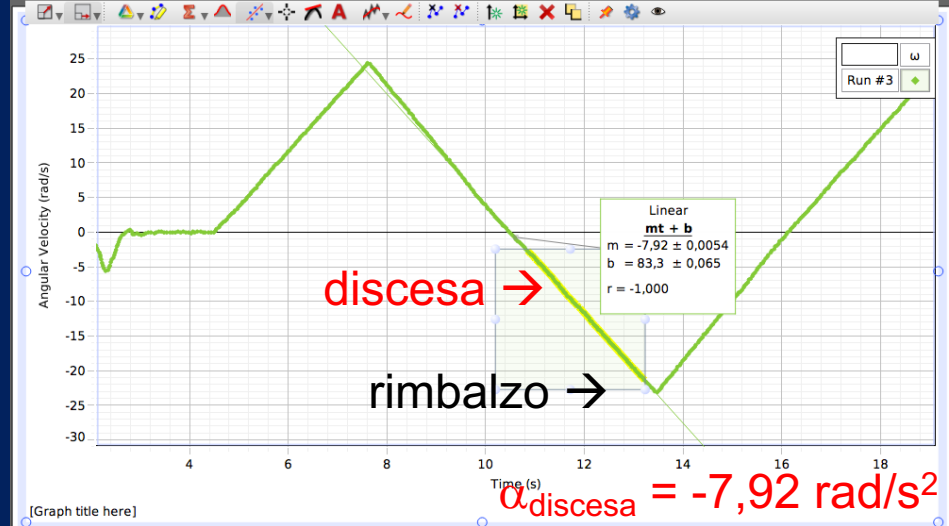 ω
Run #3
25
20
15
10
5
0
-5
-10
-15
-20
-25
-30
Angular Velocity (rad/s)
Linear
mt + b
m = -7,92 ± 0,0054
b = 83,3 ± 0,065
r = -1,000
discesa →
rimbalzo →
4 6 8 10 12 14 16 18
Time (s)
αdiscesa = -7,92 rad/s²
[Graph title here]